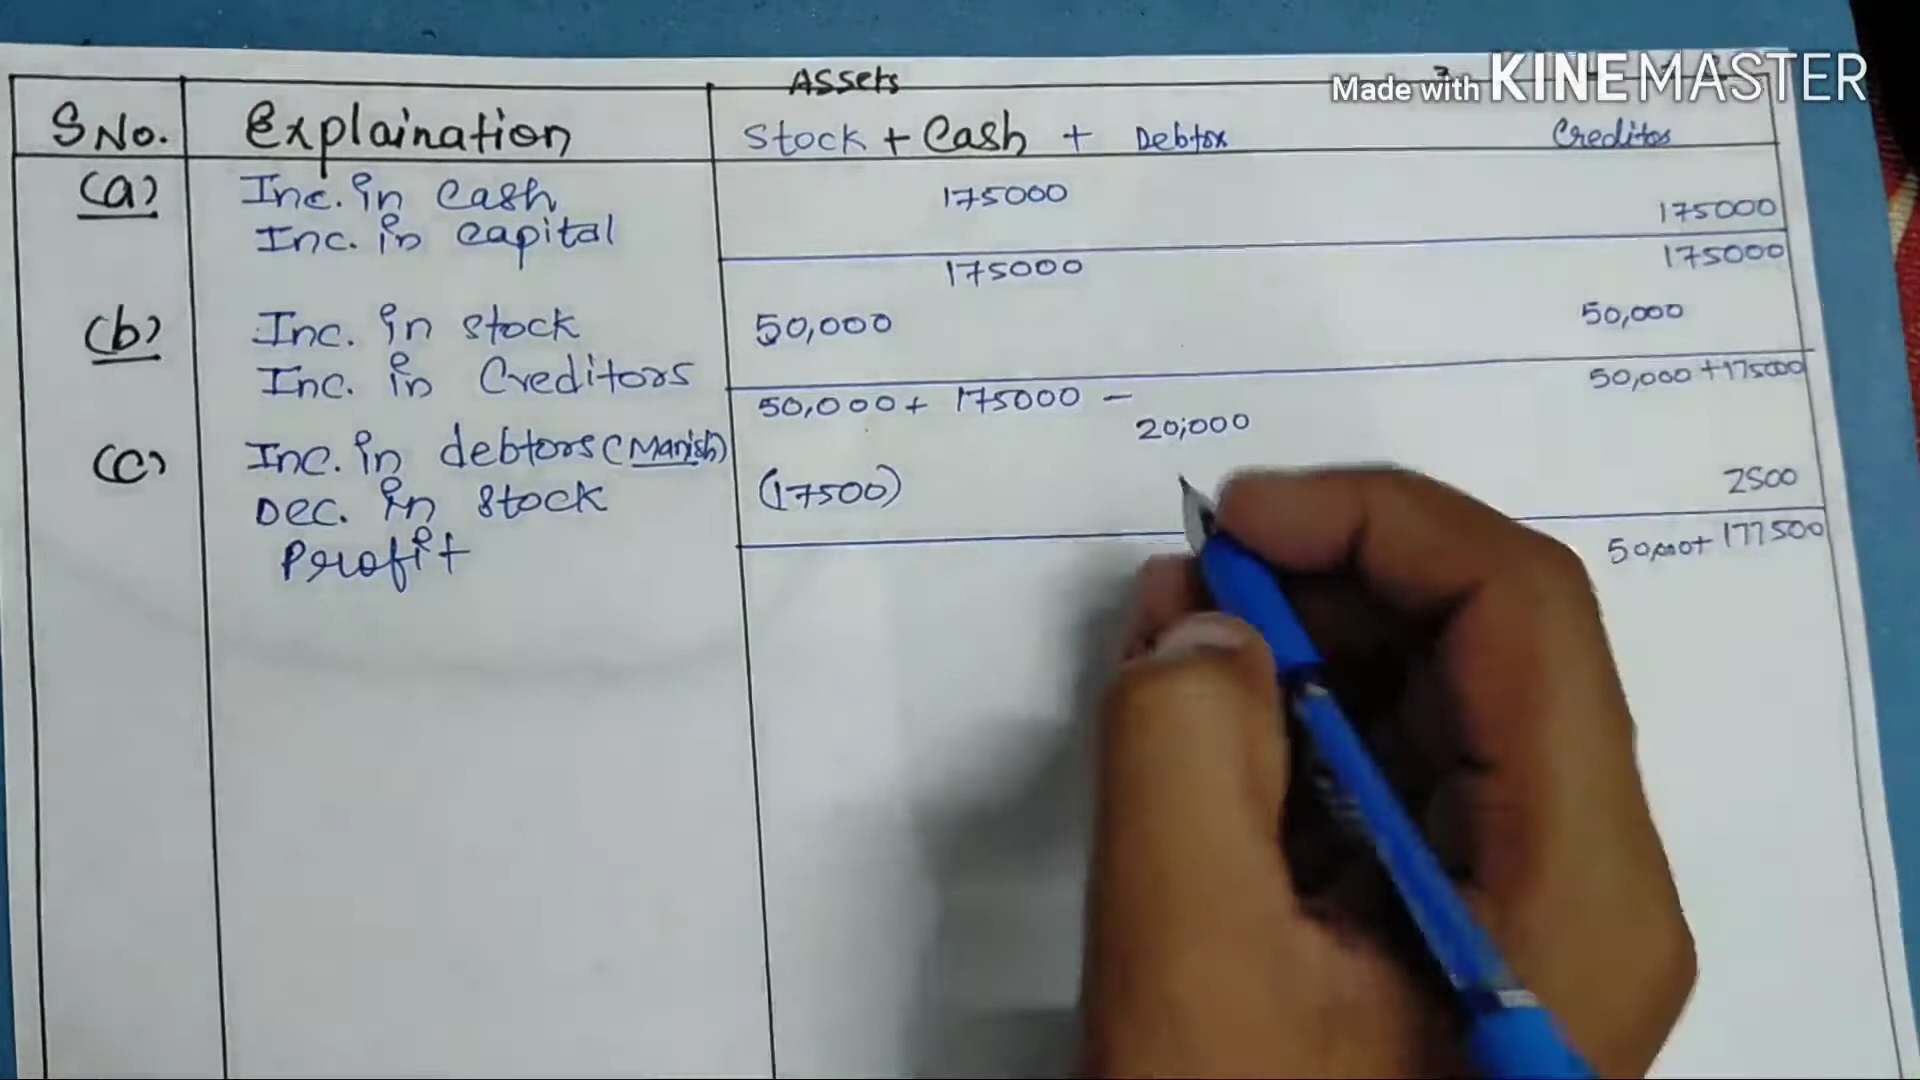 Assets
Made with KINEMASTER
S No. Explaination Stock + Cash + Debtor Creditor
(a) Inc. in cash 175000 175000
Inc. in capital
175000 175000
(b) Inc. in stock 50,000 50,000
Inc. in Creditors
50,000 + 175000 - 50,000 + 175000
(c) Inc. in debtors (Manish) 20,000
Dec. in stock (17500) 2500
Profit
50,000 + 177500